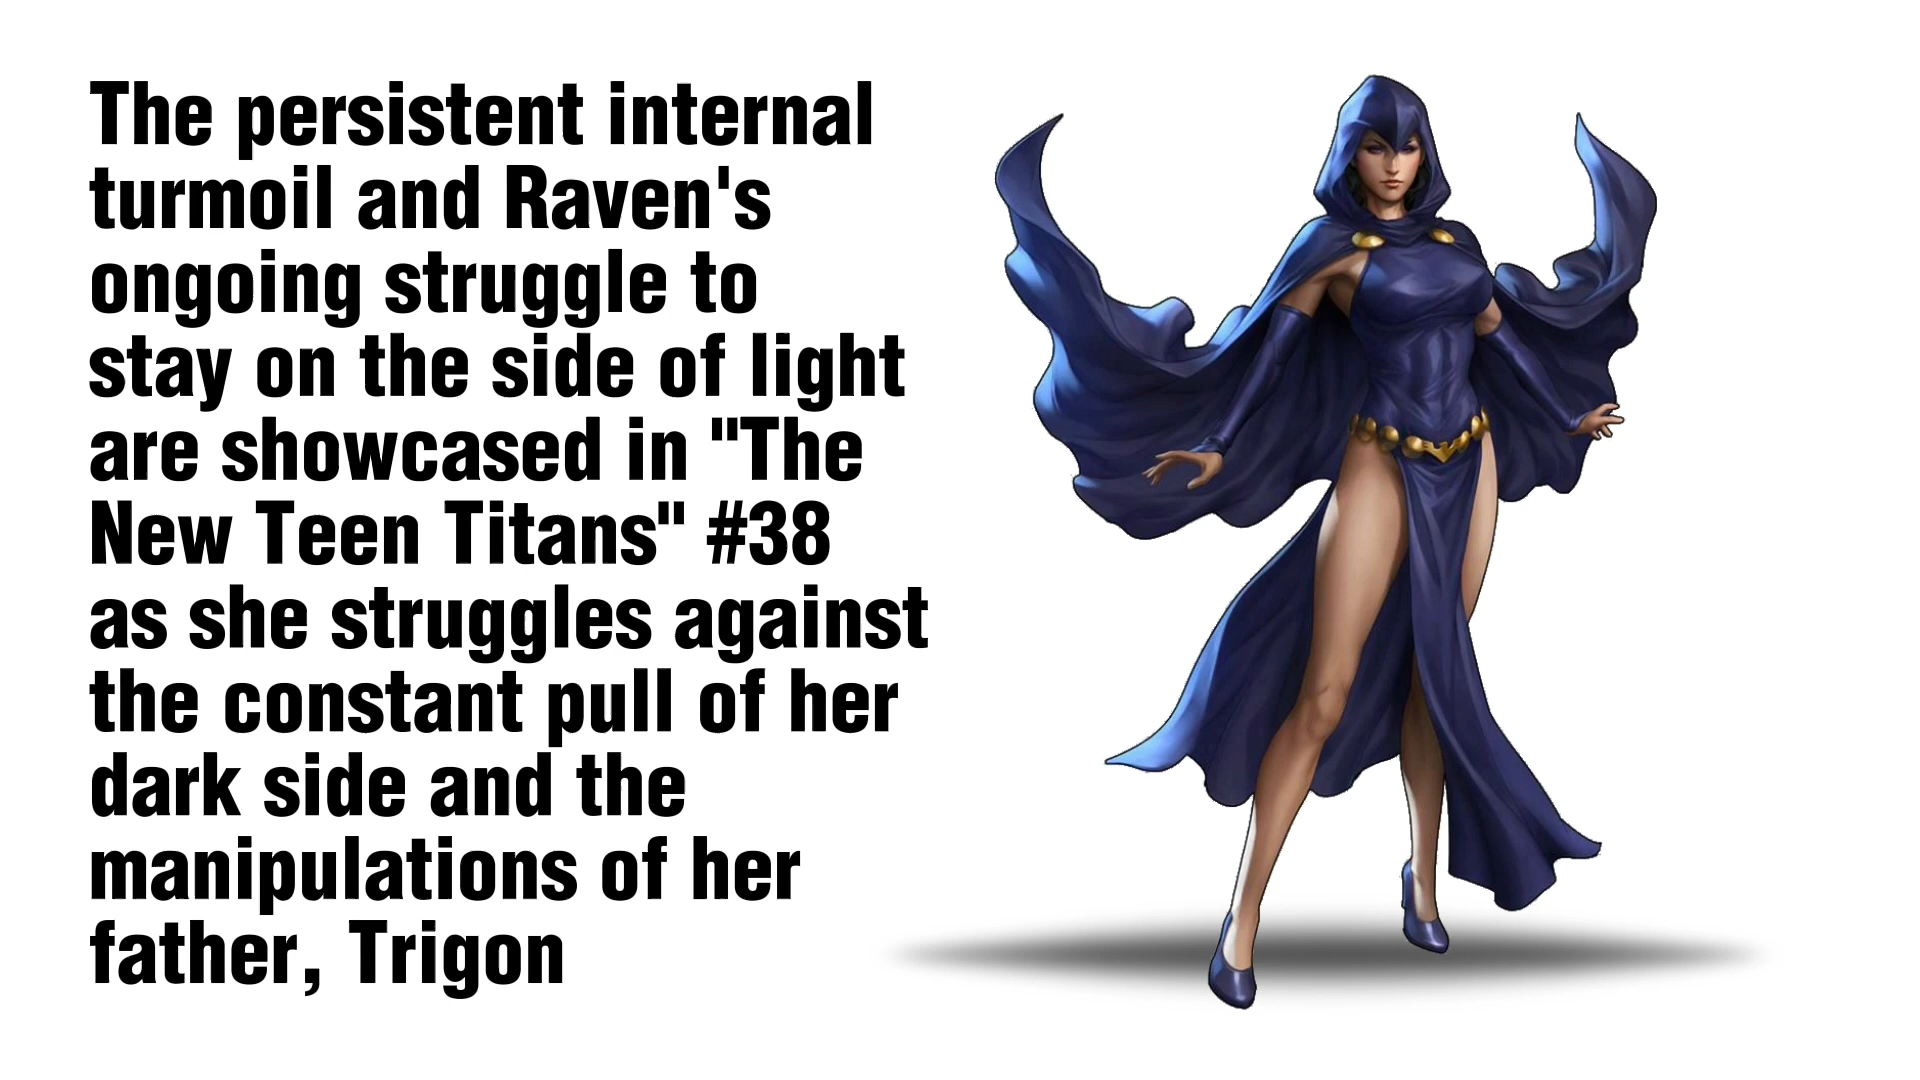 The persistent internal
turmoil and Raven's
ongoing struggle to
stay on the side of light
are showcased in "The
New Teen Titans" #38
as she struggles against
the constant pull of her
dark side and the
manipulations of her
father, Trigon